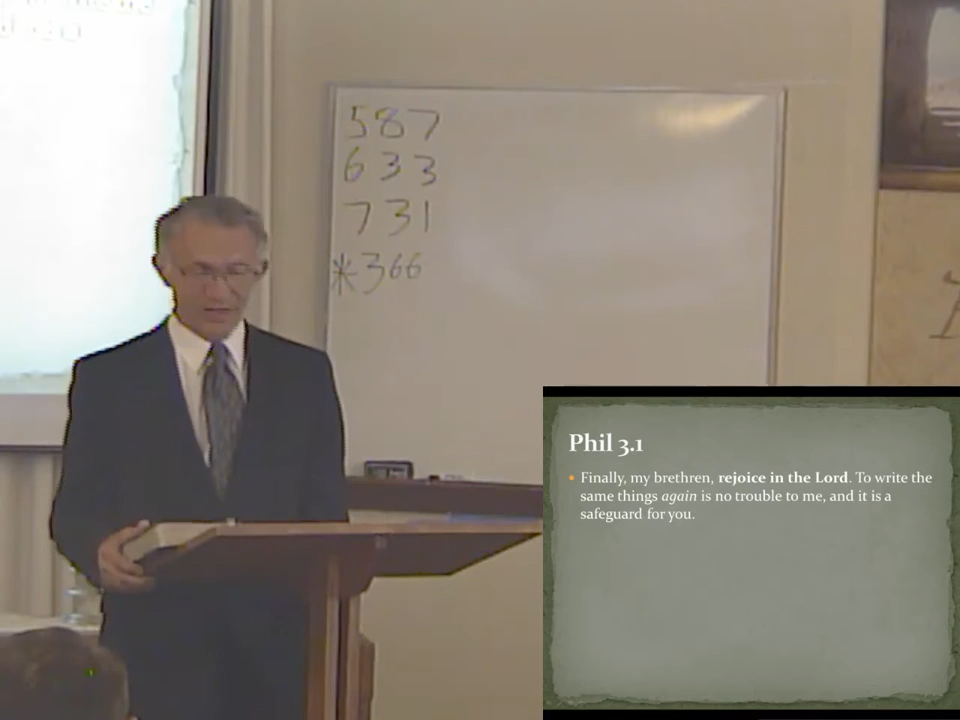 587
633
731
*366
Phil 3.1
• Finally, my brethren, rejoice in the Lord. To write the
same things again is no trouble to me, and it is a
safeguard for you.